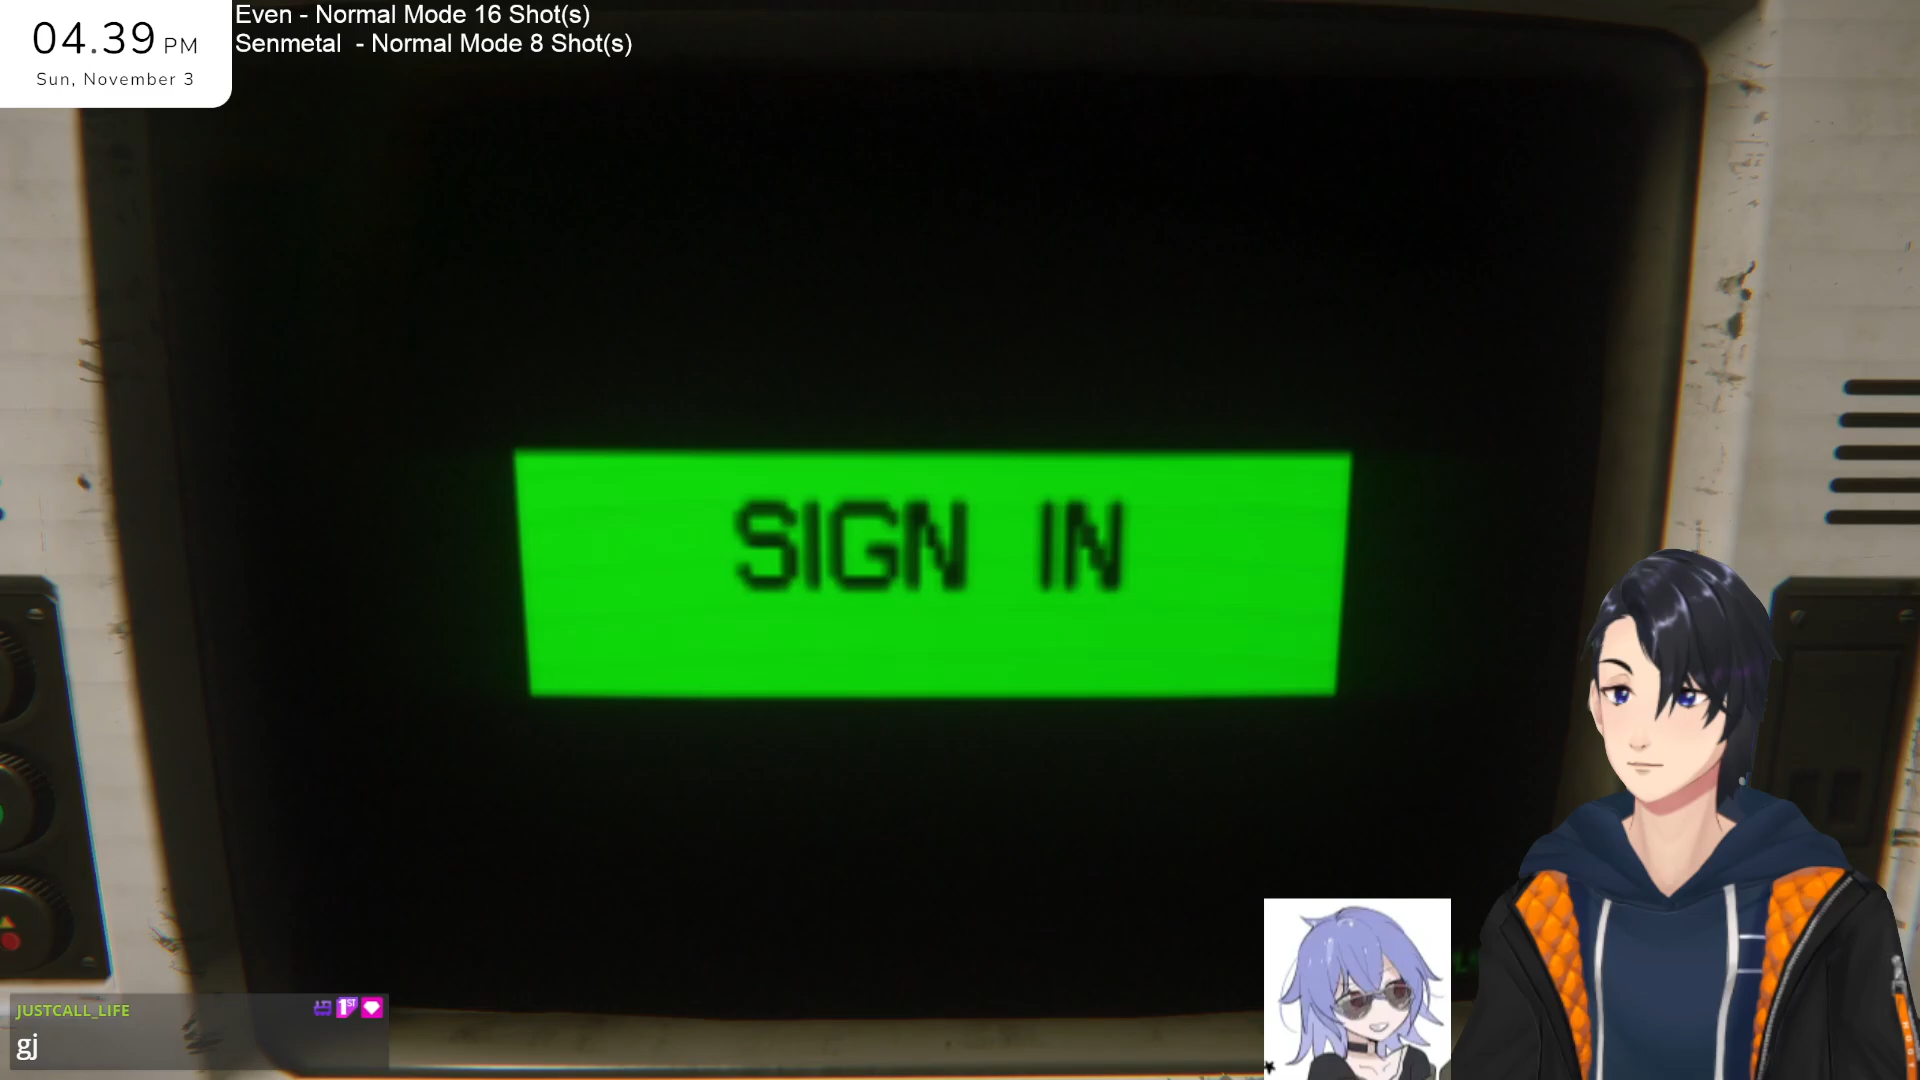 04.39 PM
Sun, November 3
Even - Normal Mode 16 Shot(s)
Senmetal - Normal Mode 8 Shot(s)
SIGN IN
JUSTCALL_LIFE
1ST
gj